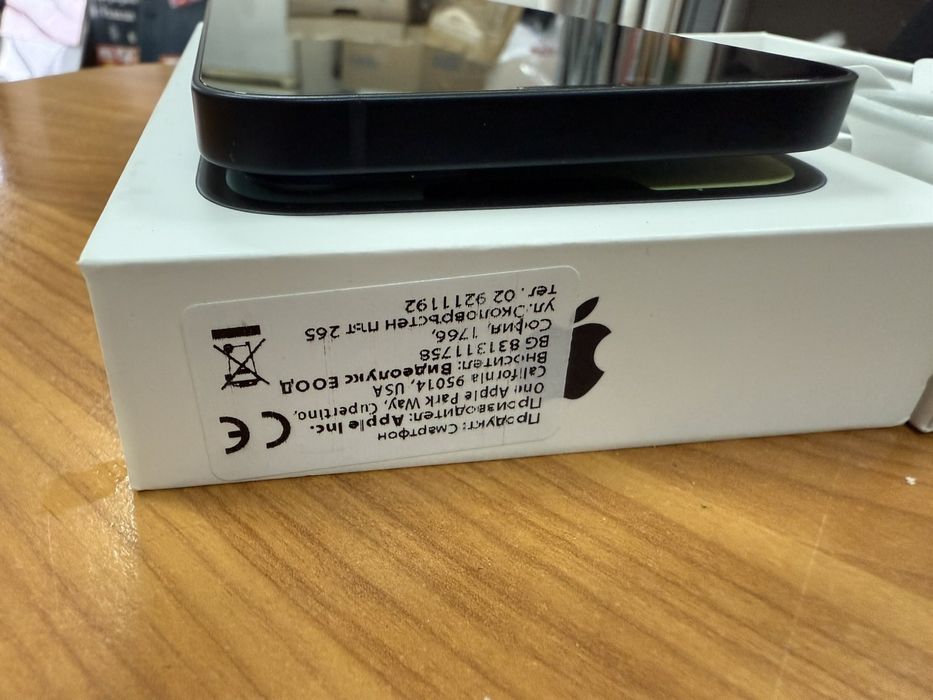 Продукт: Смартфон
Производител: Apple Inc.
One Apple Park Way, Cupertino,
California 95014, USA
Вносител: Видеолукс ЕООД
BG 831311758
София, 1766,
ул.Околовръстен път 265
тел. 02 9211192
CE